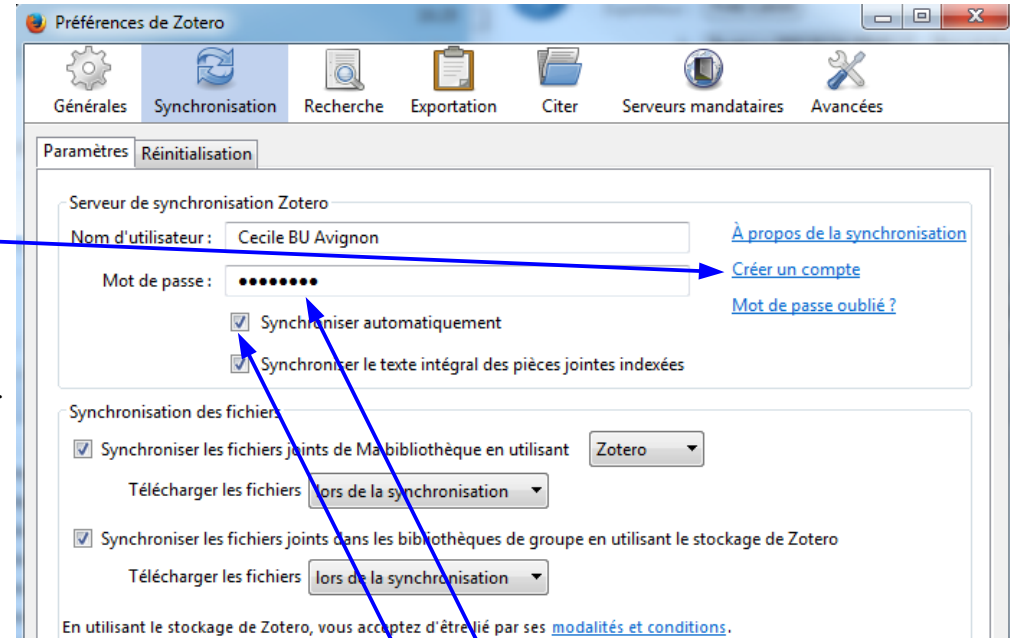 Préférences de Zotero
Générales Synchronisation Recherche Exportation Citer Serveurs mandataires Avancées
Paramètres Réinitialisation
Serveur de synchronisation Zotero
Nom d'utilisateur : Cecile BU Avignon À propos de la synchronisation
Mot de passe : •••••••• Créer un compte
Mot de passe oublié ?
Synchroniser automatiquement
Synchroniser le texte intégral des pièces jointes indexées
Synchronisation des fichiers
Synchroniser les fichiers joints de Ma bibliothèque en utilisant Zotero
Télécharger les fichiers lors de la synchronisation
Synchroniser les fichiers joints dans les bibliothèques de groupe en utilisant le stockage de Zotero
Télécharger les fichiers lors de la synchronisation
En utilisant le stockage de Zotero, vous acceptez d'être lié par ses modalités et conditions.